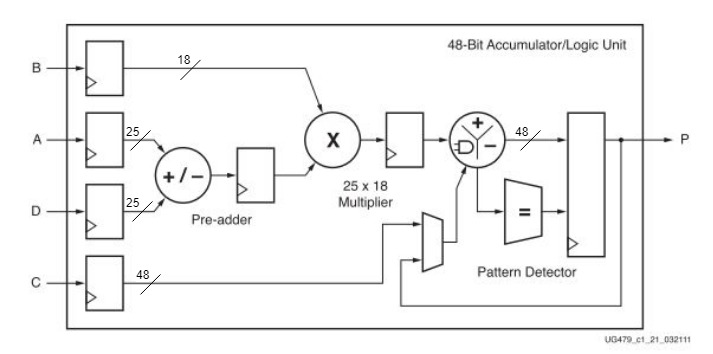 48-Bit Accumulator/Logic Unit
B
18
A
25
X
+
−
48
P
+/−
D
25
Pre-adder
25 x 18
Multiplier
=
C
48
Pattern Detector
UG479_c1_21_032111